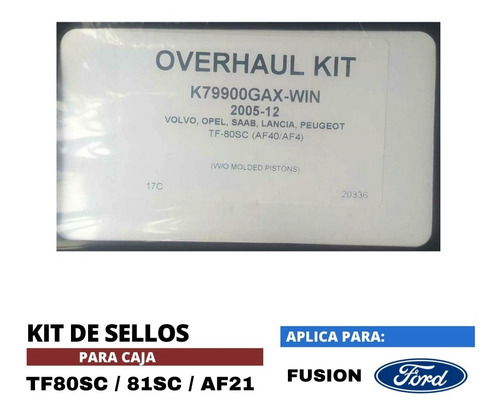 OVERHAUL KIT
K79900GAX-WIN
2005-12
VOLVO, OPEL, SAAB, LANCIA, PEUGEOT
TF-80SC (AF40/AF4)
(W/O MOLDED PISTONS)
17C 20336
KIT DE SELLOS
PARA CAJA
TF80SC / 81SC / AF21
APLICA PARA:
FUSION Ford